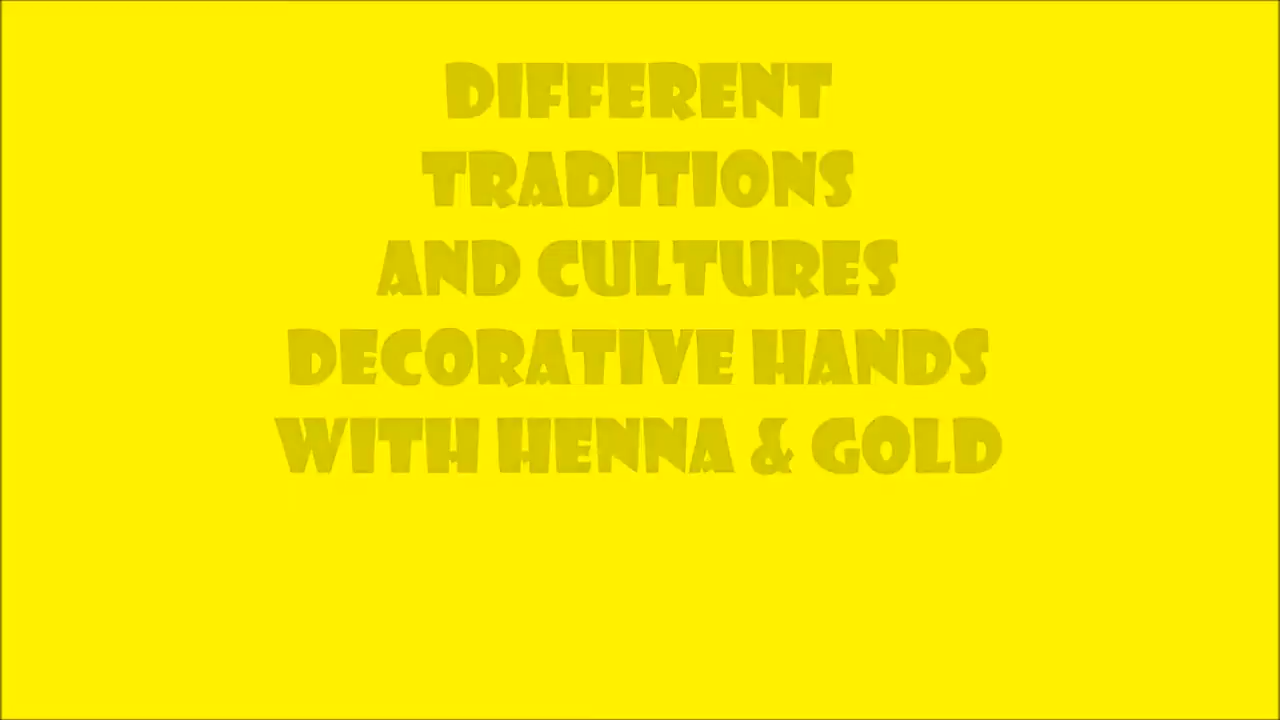 DIFFERENT
TRADITIONS
AND CULTURES
DECORATIVE HANDS
WITH HENNA & GOLD